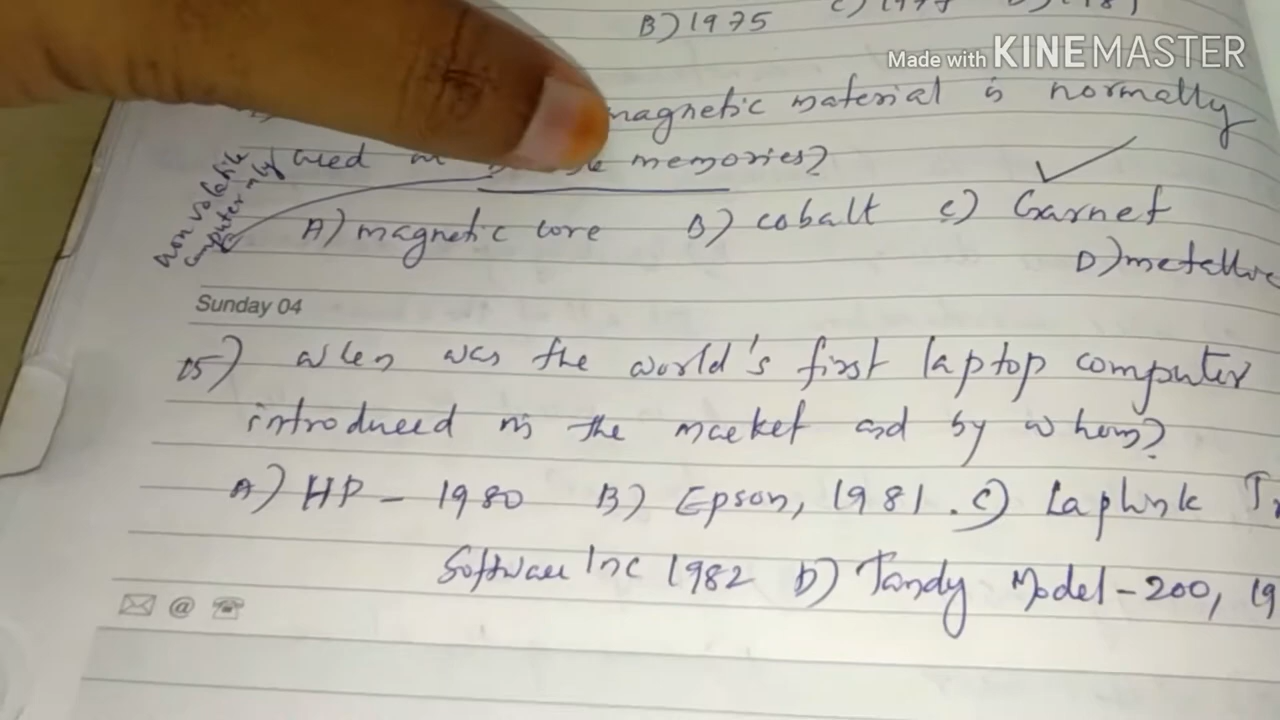 B) 1975
Made with KINEMASTER
magnetic material is normally
used memories?
non volatile
computer
A) magnetic core B) cobalt C) Garnet
D) metallic
Sunday 04
15) When was the world's first laptop computer
introduced in the market and by whom?
A) HP - 1980 B) Epson, 1981. C) Laplink
Software Inc 1982 D) Tandy Model-200, 19